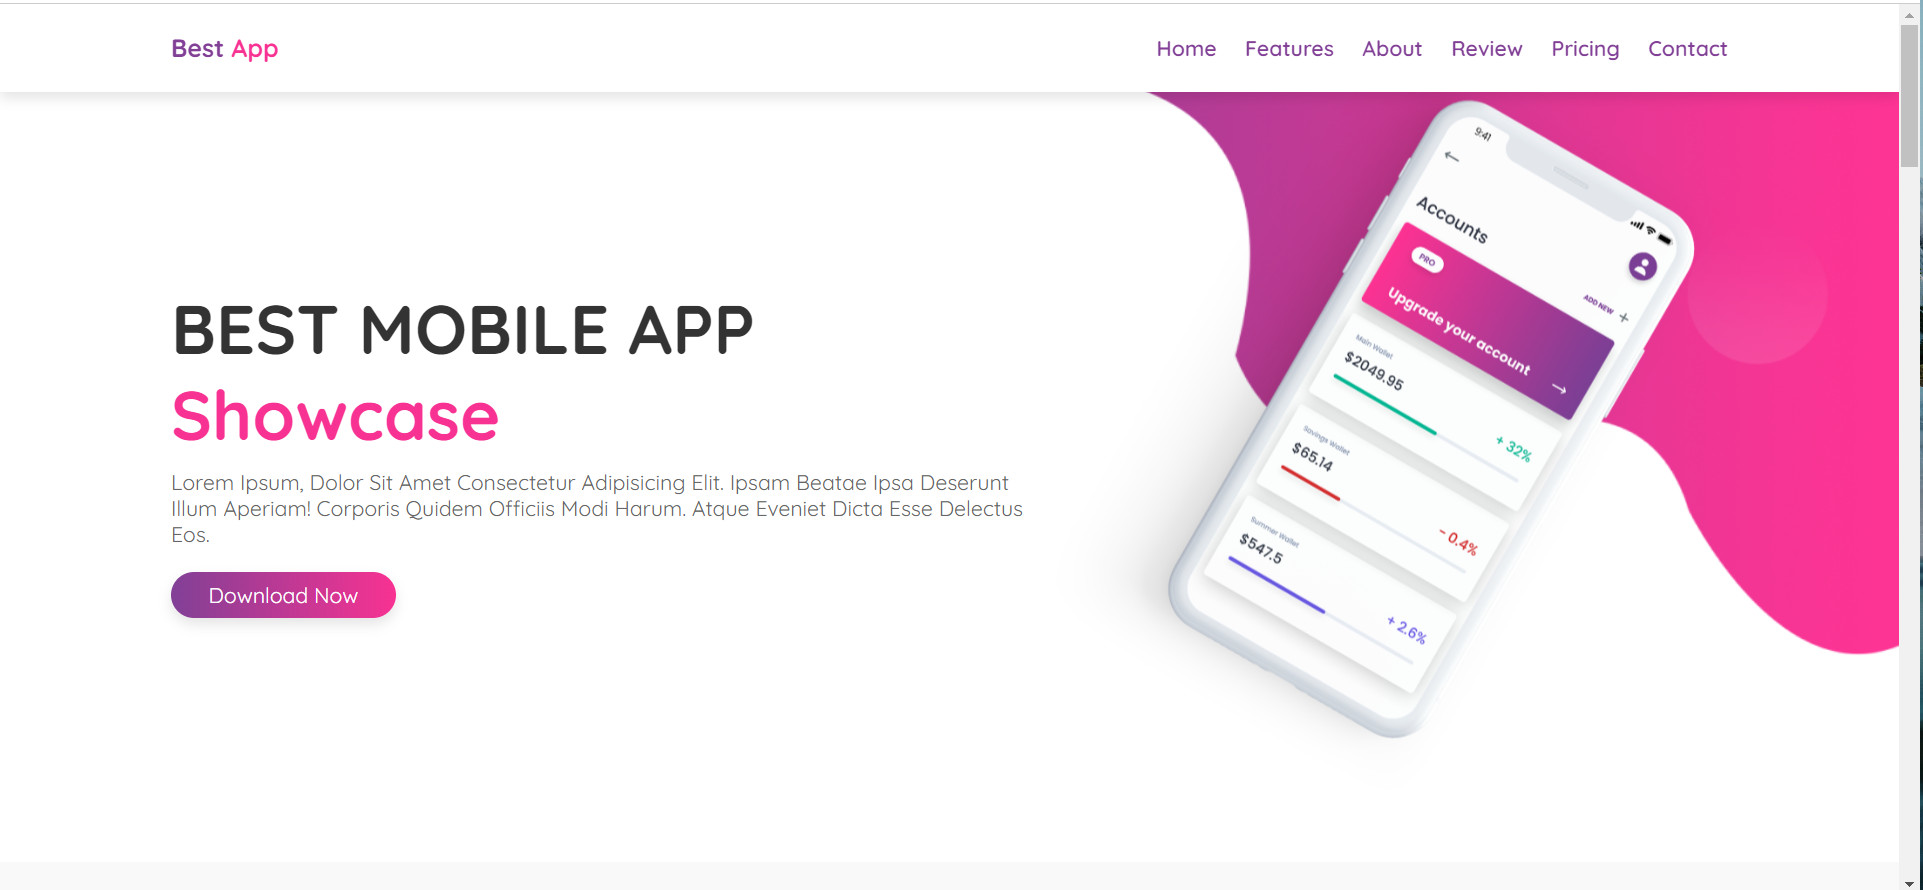 Best App
Home Features About Review Pricing Contact
BEST MOBILE APP
Showcase
Lorem Ipsum, Dolor Sit Amet Consectetur Adipisicing Elit. Ipsam Beatae Ipsa Deserunt
Illum Aperiam! Corporis Quidem Officiis Modi Harum. Atque Eveniet Dicta Esse Delectus
Eos.
Download Now
9:41
Accounts
PRO
ADD NEW +
Upgrade your account
Main Wallet
$2049.95
+ 32%
Savings Wallet
$65.14
- 0.4%
Summer Wallet
$547.5
+ 2.6%